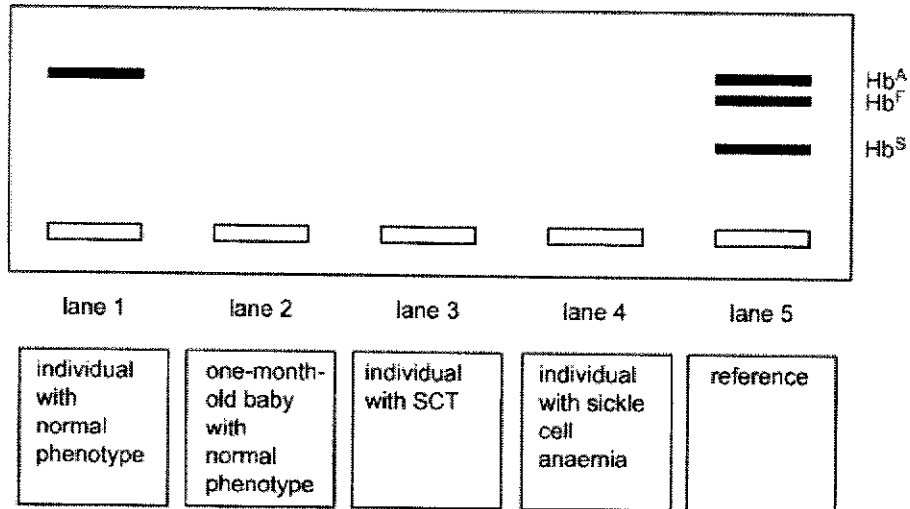 Hb^A
Hb^F
Hb^S
lane 1
lane 2
lane 3
lane 4
lane 5
individual
with
normal
phenotype
one-month-
old baby
with
normal
phenotype
individual
with SCT
individual
with sickle
cell
anaemia
reference